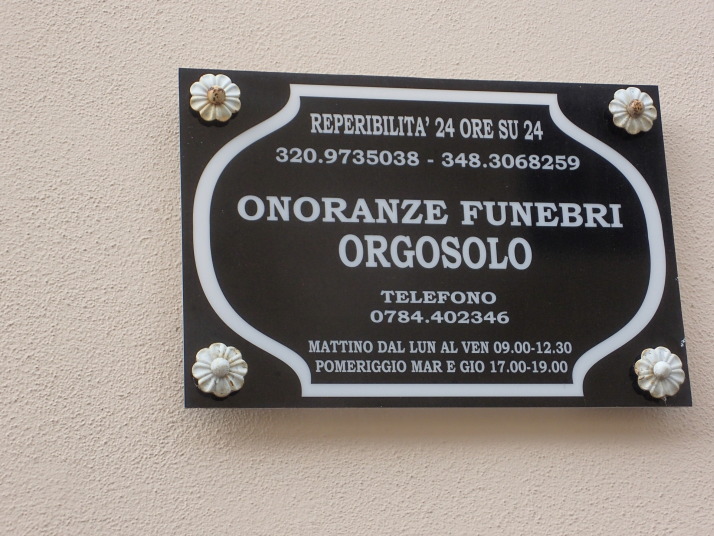 REPERIBILITA' 24 ORE SU 24
320.9735038 - 348.3068259
ONORANZE FUNEBRI
ORGOSOLO
TELEFONO
0784.402346
MATTINO DAL LUN AL VEN 09.00-12.30
POMERIGGIO MAR E GIO 17.00-19.00